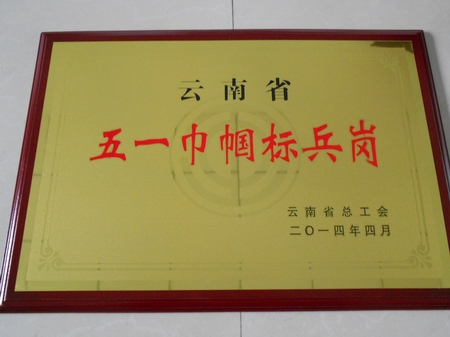 云南省
五一巾帼标兵岗
云南省总工会
二〇一四年四月